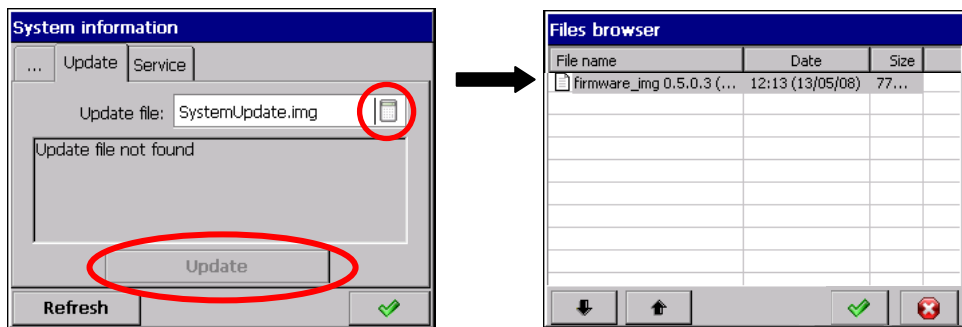 System information
... Update Service
Update file: SystemUpdate.img
Update file not found
Update
Refresh
Files browser
File name Date Size
firmware_img 0.5.0.3 (... 12:13 (13/05/08) 77...